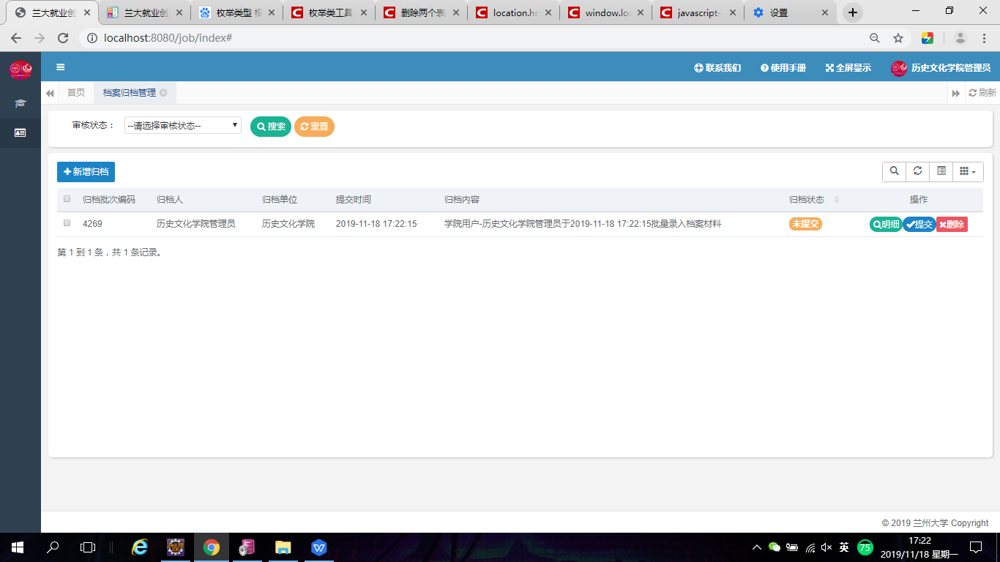 兰大就业创
兰大就业创
枚举类型 根
枚举类工具
删除两个表
location.hr
window.loc
javascript-
设置
localhost:8080/job/index#
联系我们 使用手册 全屏显示 历史文化学院管理员
首页 档案归档管理 刷新
审核状态： --请选择审核状态-- 搜索 重置
新增归档
归档批次编码 归档人 归档单位 提交时间 归档内容 归档状态 操作
4269 历史文化学院管理员 历史文化学院 2019-11-18 17:22:15 学院用户-历史文化学院管理员于2019-11-18 17:22:15批量录入档案材料 未提交 明细 提交 删除
第 1 到 1 条，共 1 条记录。
© 2019 兰州大学 Copyright
英 75 17:22
2019/11/18 星期一